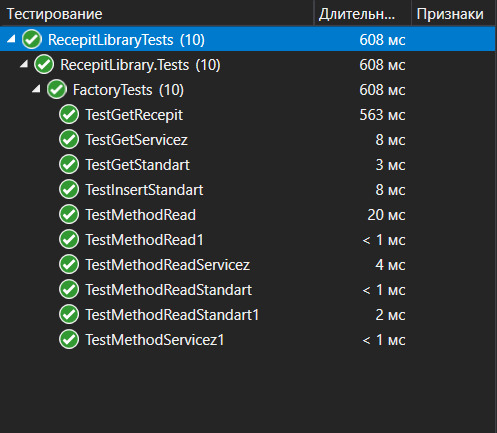 Тестирование Длительн... Признаки
RecepitLibraryTests (10) 608 мс
RecepitLibrary.Tests (10) 608 мс
FactoryTests (10) 608 мс
TestGetRecepit 563 мс
TestGetServicez 8 мс
TestGetStandart 3 мс
TestInsertStandart 8 мс
TestMethodRead 20 мс
TestMethodRead1 < 1 мс
TestMethodReadServicez 4 мс
TestMethodReadStandart < 1 мс
TestMethodReadStandart1 2 мс
TestMethodServicez1 < 1 мс